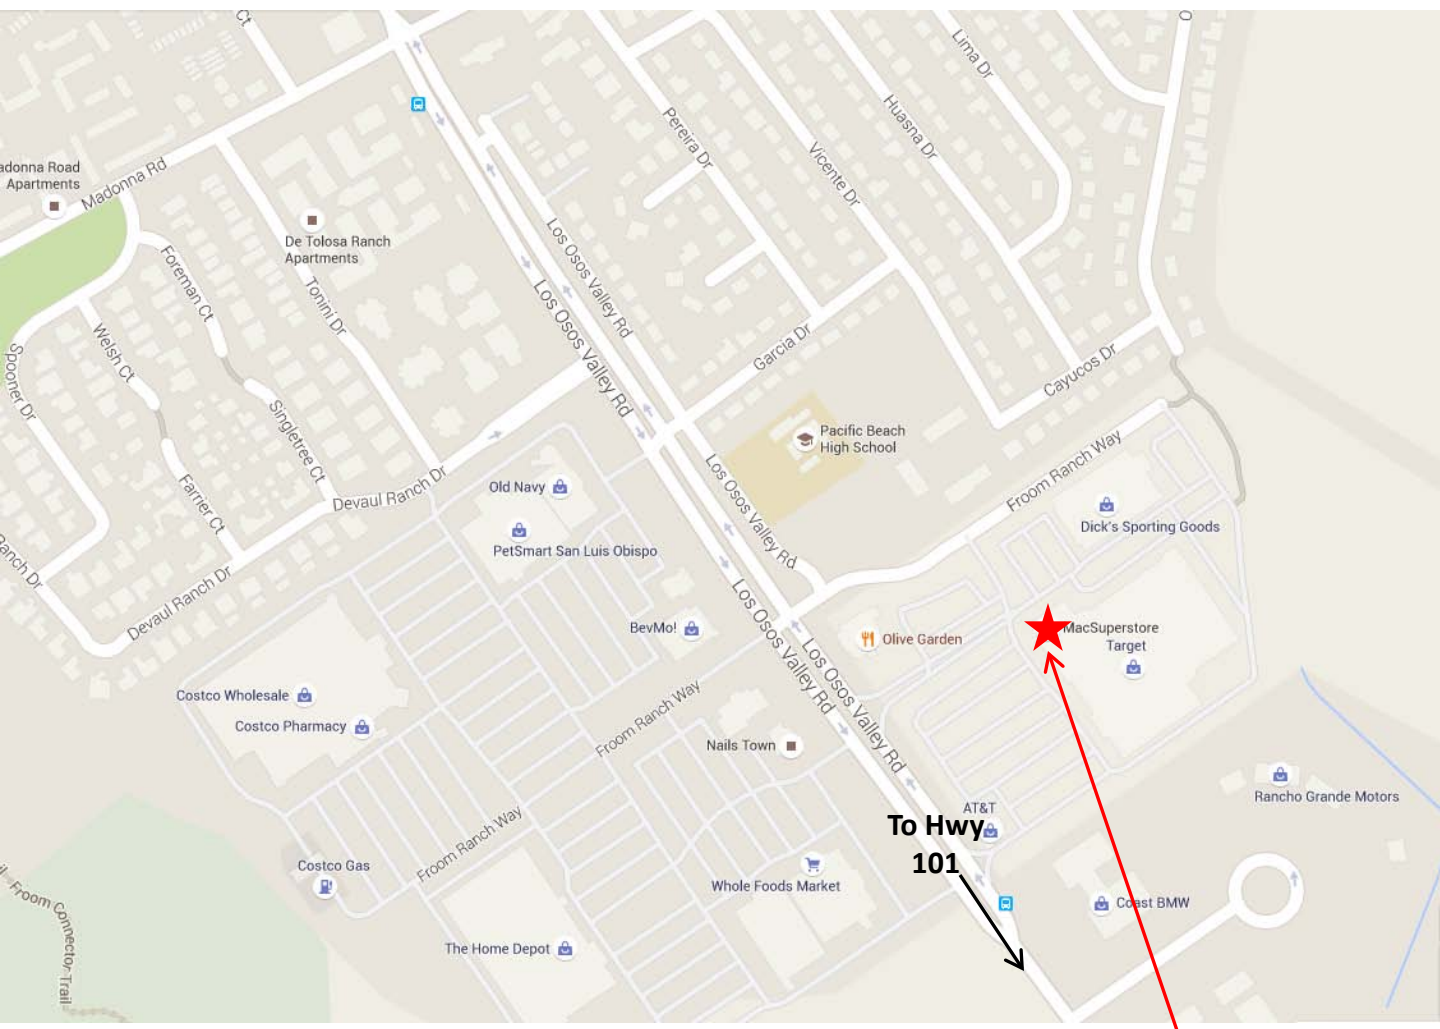 Ct
Lima Dr
Huasna Dr
Pereira Dr
Vicente Dr
adonna Road
Apartments
Madonna Rd
De Tolosa Ranch
Apartments
Foreman Ct
Tonini Dr
Los Osos Valley Rd
Los Osos Valley Rd
Welsh Ct
Spooner Dr
Garcia Dr
Cayucos Dr
Singletree Ct
Pacific Beach
High School
Froom Ranch Way
Farrier Ct
Devaul Ranch Dr
Old Navy
PetSmart San Luis Obispo
Los Osos Valley Rd
Dick's Sporting Goods
Ranch Dr
Devaul Ranch Dr
Los Osos Valley Rd
BevMo!
Olive Garden
MacSuperstore
Target
Los Osos Valley Rd
Costco Wholesale
Costco Pharmacy
Froom Ranch Way
Nails Town
Rancho Grande Motors
AT&T
To Hwy
101
Froom Ranch Way
Costco Gas
Whole Foods Market
Coast BMW
The Home Depot
il - Froom Connector-Trail